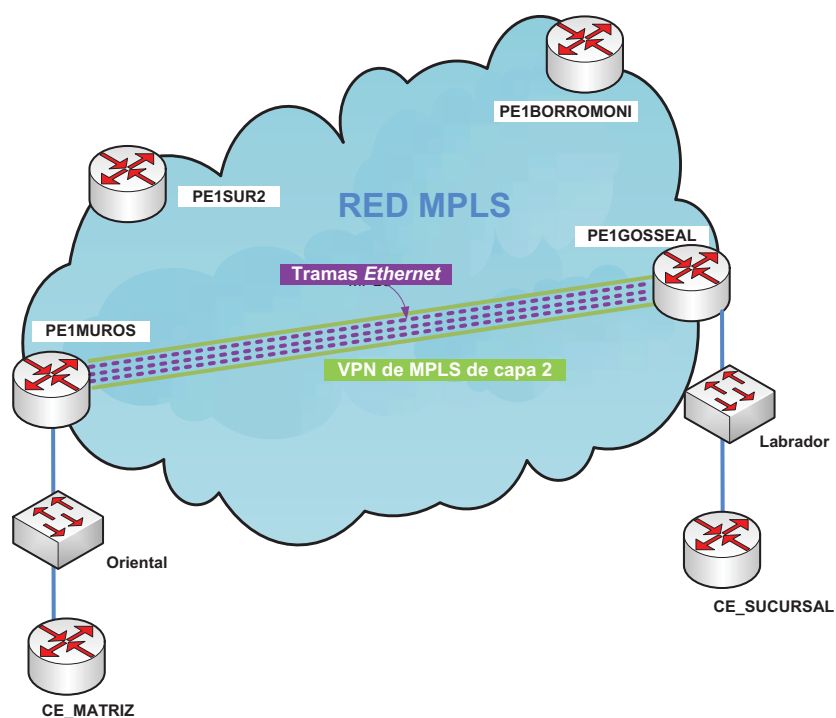 PE1BORROMONI
PE1SUR2
RED MPLS
PE1GOSSEAL
Tramas Ethernet
PE1MUROS
VPN de MPLS de capa 2
Labrador
Oriental
CE_SUCURSAL
CE_MATRIZ